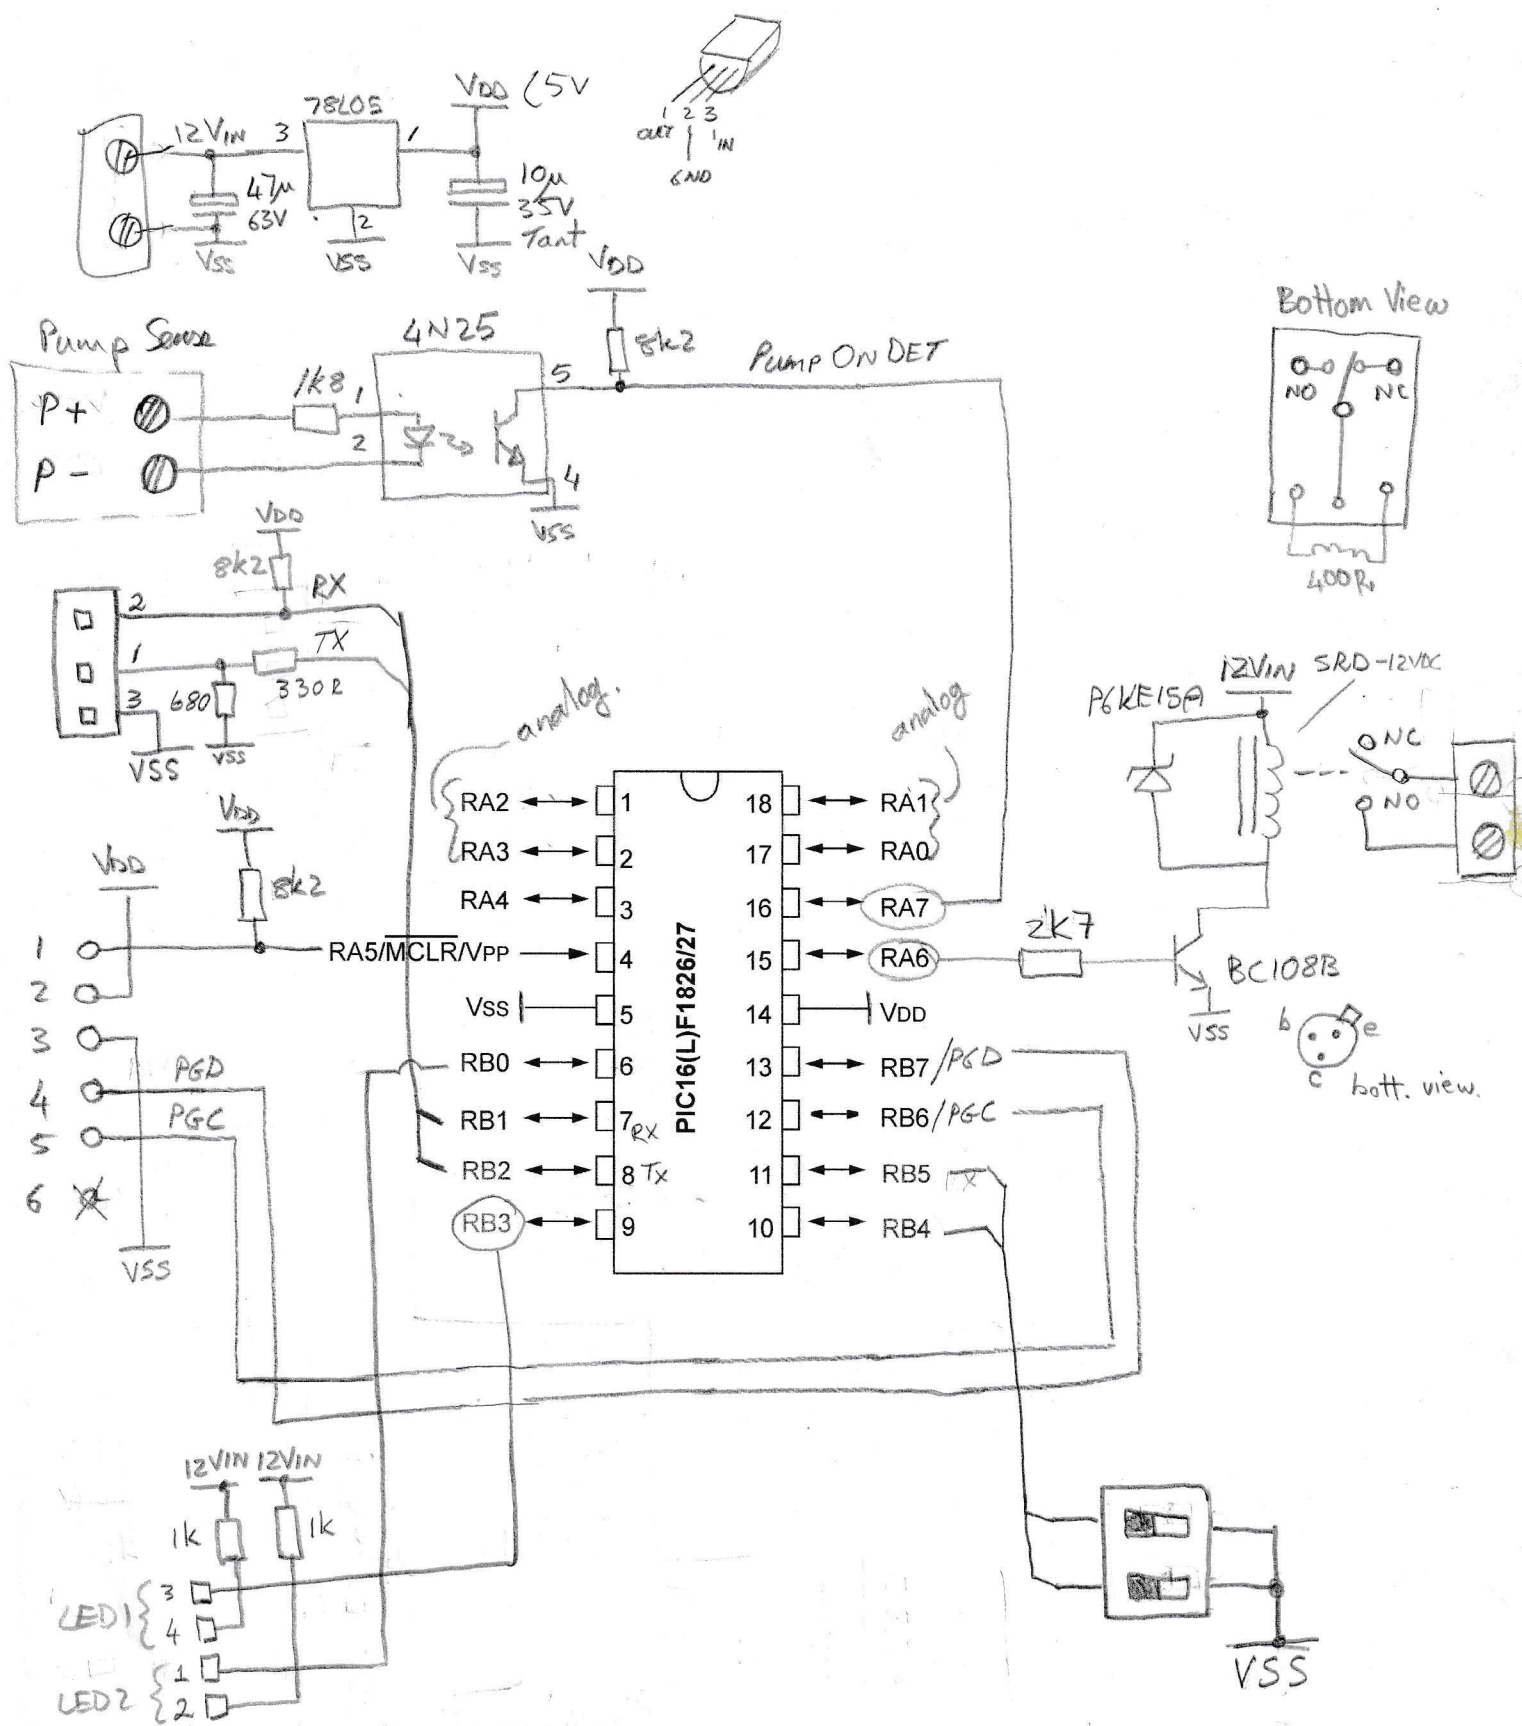 VDD (5V
78L05
12VIN 3 1
1 2 3
OUT IN
GND
47µ
63V
2
10µ
35V
Tant
VSS VSS VSS
VDD
Pump Sense
4N25
8k2
Pump ON DET
1k8 1 5
P+
2
P- 4
VSS
Bottom View
NO NC
400R
VDD
8k2
RX
2
TX
1
330R
3 680
VSS VSS
analog.
analog
12VIN SRD-12VDC
P6KE15A
NC
NO
VDD
VDD
8k2
RA2 1 18 RA1
RA3 2 17 RA0
RA4 3 16 RA7
RA5/MCLR/VPP 4 15 RA6
VSS 5 14 VDD
RB0 6 13 RB7/PGD
RB1 7 RX 12 RB6/PGC
RB2 8 TX 11 RB5
RB3 9 10 RB4
PIC16(L)F1826/27
2k7
BC108B
VSS
b e
c
bott. view.
1
2
3
4 PGD
5 PGC
6
VSS
12VIN 12VIN
1k 1k
LED1 3
4
LED2 1
2
VSS